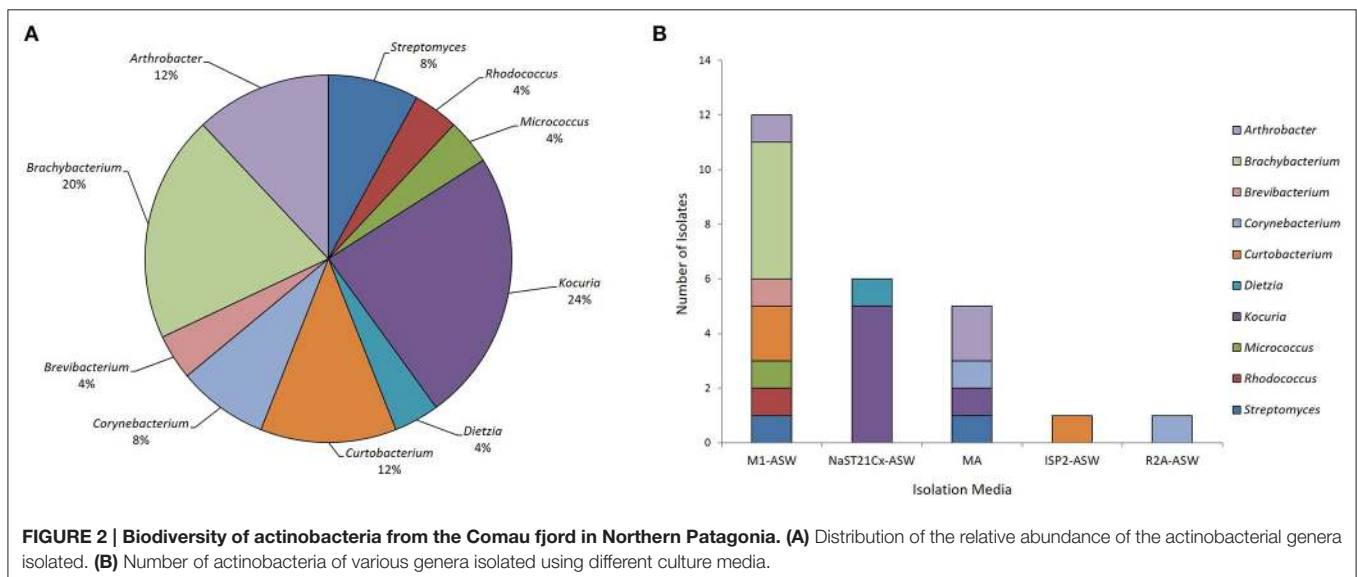 A
Streptomyces
8%
Rhododoccus
4%
Micrococcus
4%
Kocuria
24%
Dietzia
4%
Curtobacterium
12%
Corynebacterium
8%
Brevibacterium
4%
Brachybacterium
20%
Arthrobacter
12%
B
Number of Isolates
14
12
10
8
6
4
2
0
M1-ASW NaST21Cx-ASW MA ISP2-ASW R2A-ASW
Isolation Media
Arthrobacter
Brachybacterium
Brevibacterium
Corynebacterium
Curtobacterium
Dietzia
Kocuria
Micrococcus
Rhodococcus
Streptomyces
FIGURE 2 | Biodiversity of actinobacteria from the Comau fjord in Northern Patagonia. (A) Distribution of the relative abundance of the actinobacterial genera
isolated. (B) Number of actinobacteria of various genera isolated using different culture media.